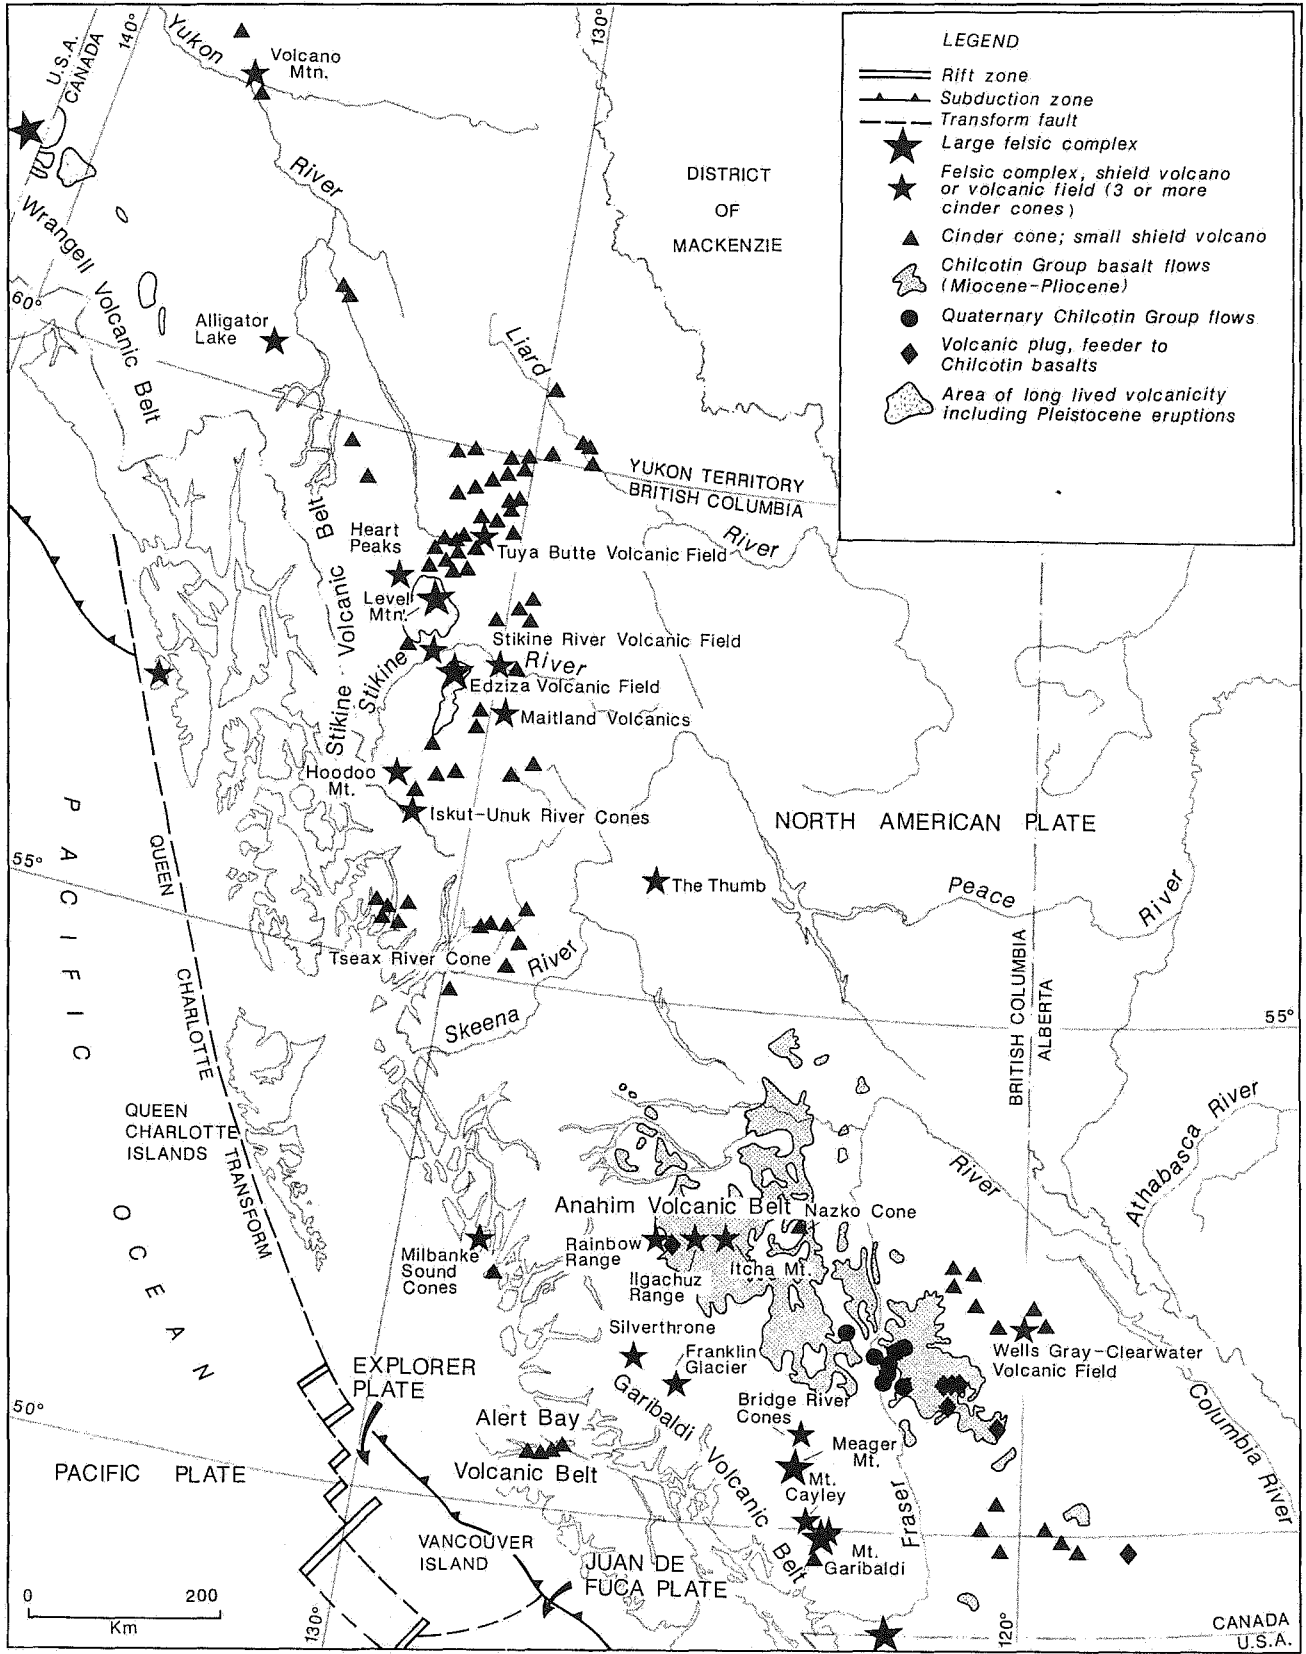 LEGEND
Rift zone
Subduction zone
Transform fault
Large felsic complex
Felsic complex, shield volcano
or volcanic field (3 or more
cinder cones)
Cinder cone; small shield volcano
Chilcotin Group basalt flows
(Miocene-Pliocene)
Quaternary Chilcotin Group flows
Volcanic plug, feeder to
Chilcotin basalts
Area of long lived volcanicity
including Pleistocene eruptions
U.S.A.
CANADA
140°
130°
Yukon
River
Volcano
Mtn.
DISTRICT
OF
MACKENZIE
Wrangell Volcanic Belt
60°
Alligator
Lake
Liard
River
YUKON TERRITORY
BRITISH COLUMBIA
Heart
Peaks
Tuya Butte Volcanic Field
Level
Mtn.
Stikine Volcanic Belt
Stikine River Volcanic Field
Stikine
River
Edziza Volcanic Field
Maitland Volcanics
Hoodoo
Mt.
Iskut-Unuk River Cones
NORTH AMERICAN PLATE
The Thumb
Peace
River
55°
PACIFIC
OCEAN
QUEEN
CHARLOTTE
TRANSFORM
Tseax River Cone
River
Skeena
BRITISH COLUMBIA
ALBERTA
55°
QUEEN
CHARLOTTE
ISLANDS
Athabasca River
River
Anahim Volcanic Belt
Nazko Cone
Rainbow
Range
Ilgachuz
Range
Itcha Mt.
Milbanke
Sound
Cones
Silverthrone
Franklin
Glacier
Wells Gray-Clearwater
Volcanic Field
Bridge River
Cones
Garibaldi
Volcanic
Belt
Meager
Mt.
Mt.
Cayley
Mt.
Garibaldi
Fraser
Columbia River
EXPLORER
PLATE
Alert Bay
Volcanic Belt
50°
PACIFIC PLATE
VANCOUVER
ISLAND
JUAN DE
FUCA PLATE
0 200
Km
130°
120°
CANADA
U.S.A.